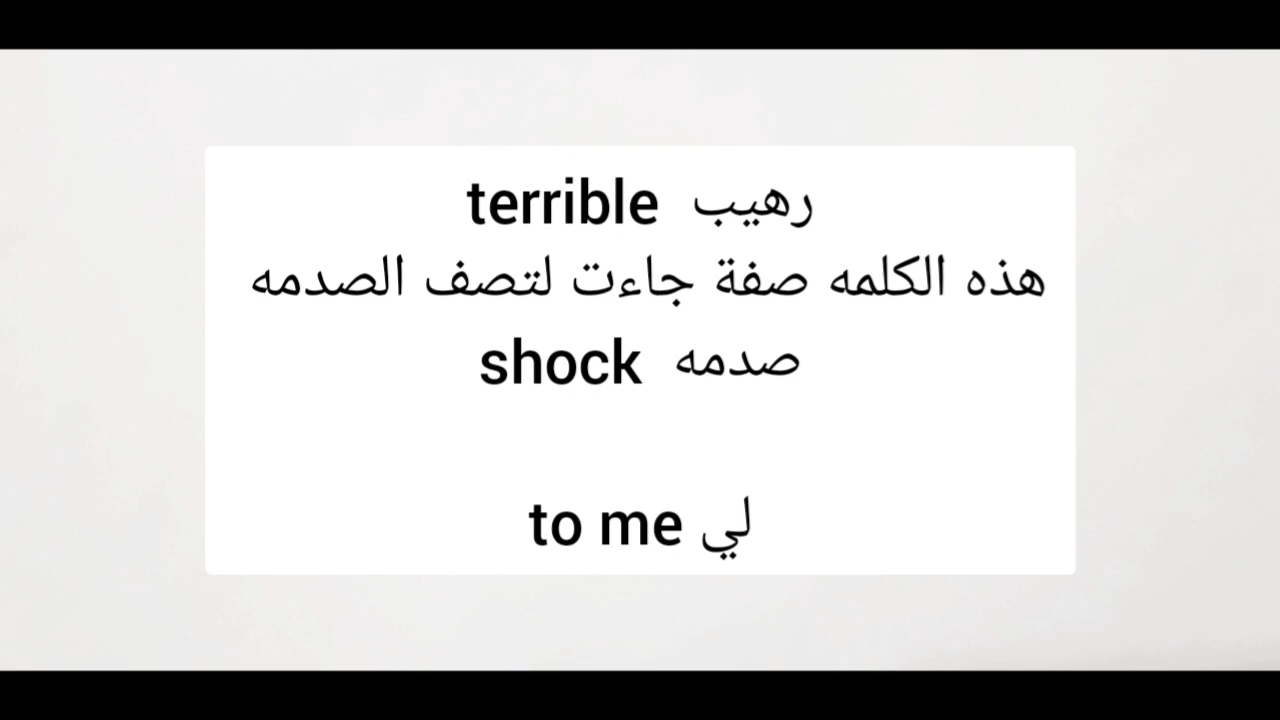 terrible رهيب
هذه الكلمه صفة جاءت لتصف الصدمه
shock صدمه
to me لي